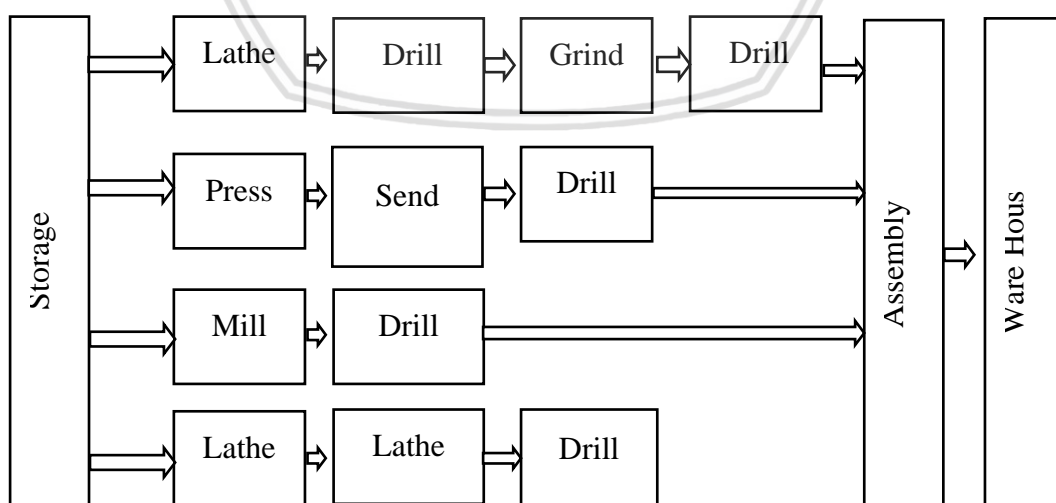 Storage
Lathe
Drill
Grind
Drill
Press
Send
Drill
Mill
Drill
Lathe
Lathe
Drill
Assembly
Ware Hous